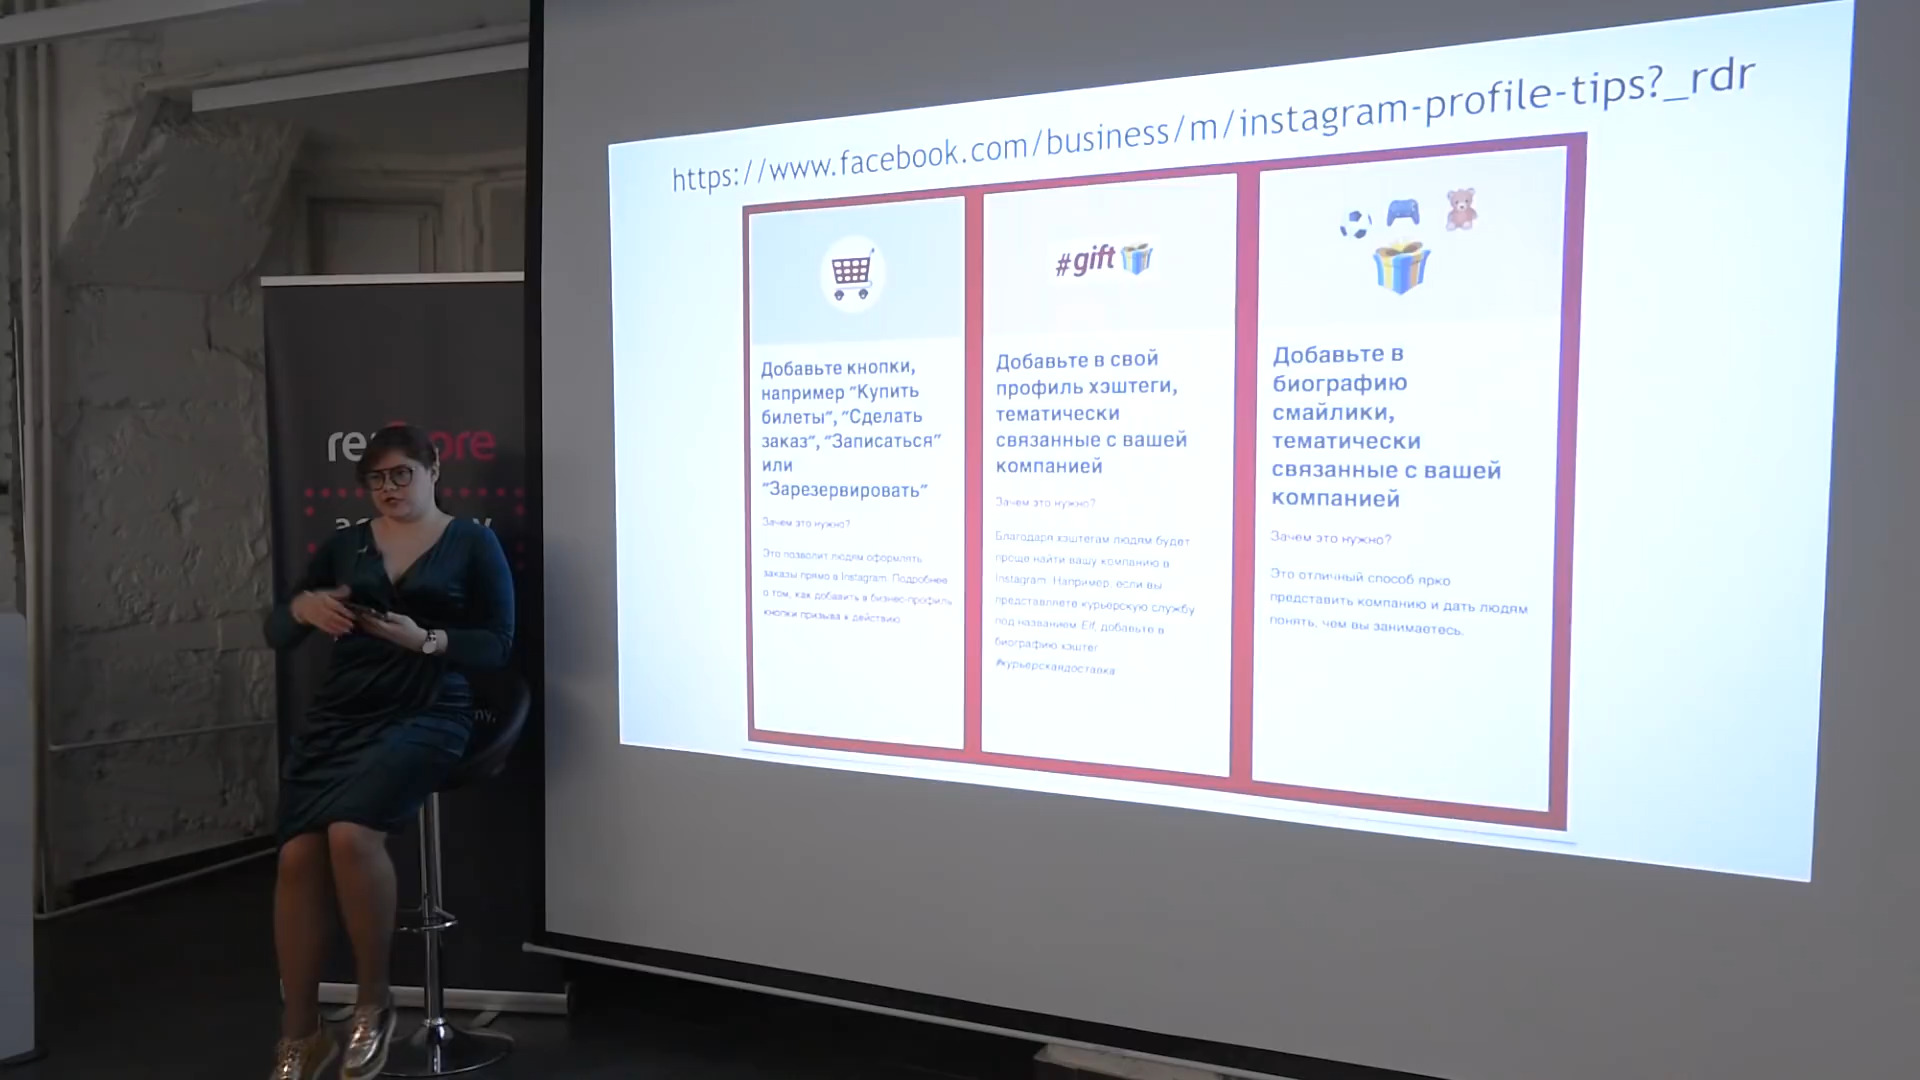 https://www.facebook.com/business/m/instagram-profile-tips?_rdr
Добавьте кнопки,
например "Купить
билеты", "Сделать
заказ", "Записаться"
или
"Зарезервировать"
Зачем это нужно?
Это позволит людям оформлять
заказы прямо в Instagram. Подробнее
о том, как добавить в бизнес-профиль
кнопки призыва к действию
#gift
Добавьте в свой
профиль хэштеги,
тематически
связанные с вашей
компанией
Зачем это нужно?
Благодаря хэштегам людям будет
проще найти вашу компанию в
Instagram. Например, если вы
представляете курьерскую службу
под названием Elf, добавьте в
биографию хэштег
#курьерскаядоставка
Добавьте в
биографию
смайлики,
тематически
связанные с вашей
компанией
Зачем это нужно?
Это отличный способ ярко
представить компанию и дать людям
понять, чем вы занимаетесь.